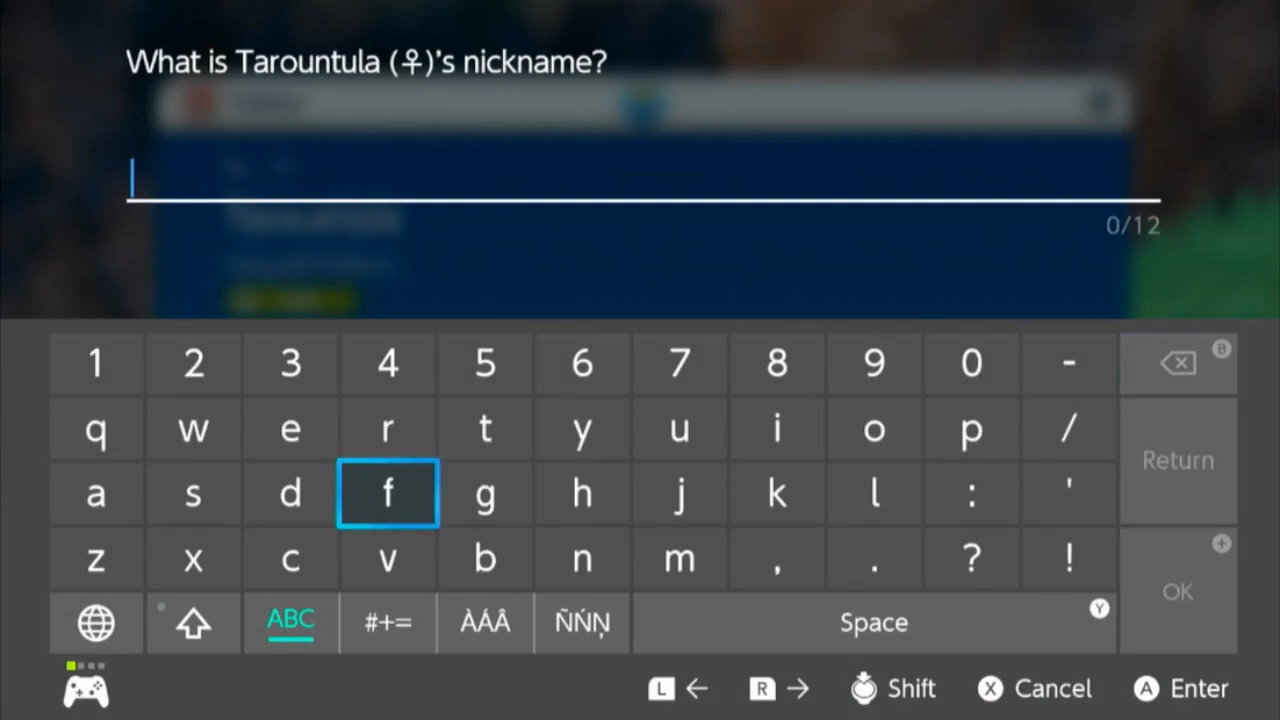 What is Tarountula (♀)'s nickname?
0/12
1 2 3 4 5 6 7 8 9 0 - B
q w e r t y u i o p / Return
a s d f g h j k l : '
z x c v b n m , . ? ! + OK
ABC #+= ÀÁÂ ÑŃŅ Space Y
L ← R → Shift X Cancel A Enter